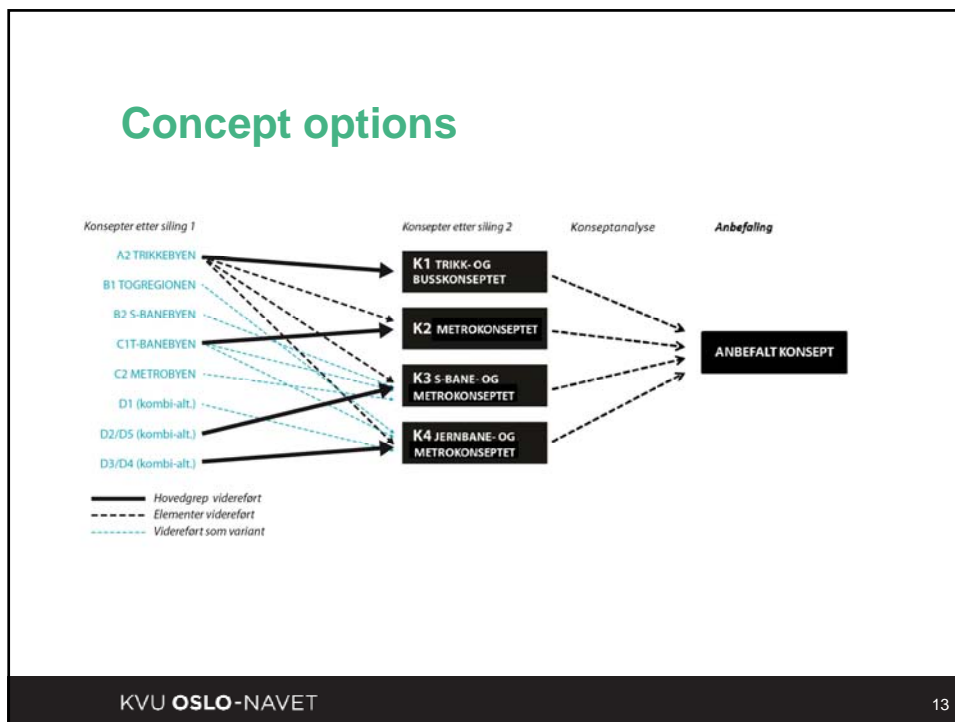 Concept options
Konsepter etter siling 1
Konsepter etter siling 2
Konseptanalyse
Anbefaling
A2 TRIKKEBYEN
B1 TOGREGIONEN
B2 S-BANEBYEN
C1T-BANEBYEN
C2 METROBYEN
D1 (kombi-alt.)
D2/D5 (kombi-alt.)
D3/D4 (kombi-alt.)
K1 TRIKK- OG
BUSSKONSEPTET
K2 METROKONSEPTET
K3 S-BANE- OG
METROKONSEPTET
K4 JERNBANE- OG
METROKONSEPTET
ANBEFALT KONSEPT
Hovedgrep videreført
Elementer videreført
Videreført som variant
KVU OSLO-NAVET
13